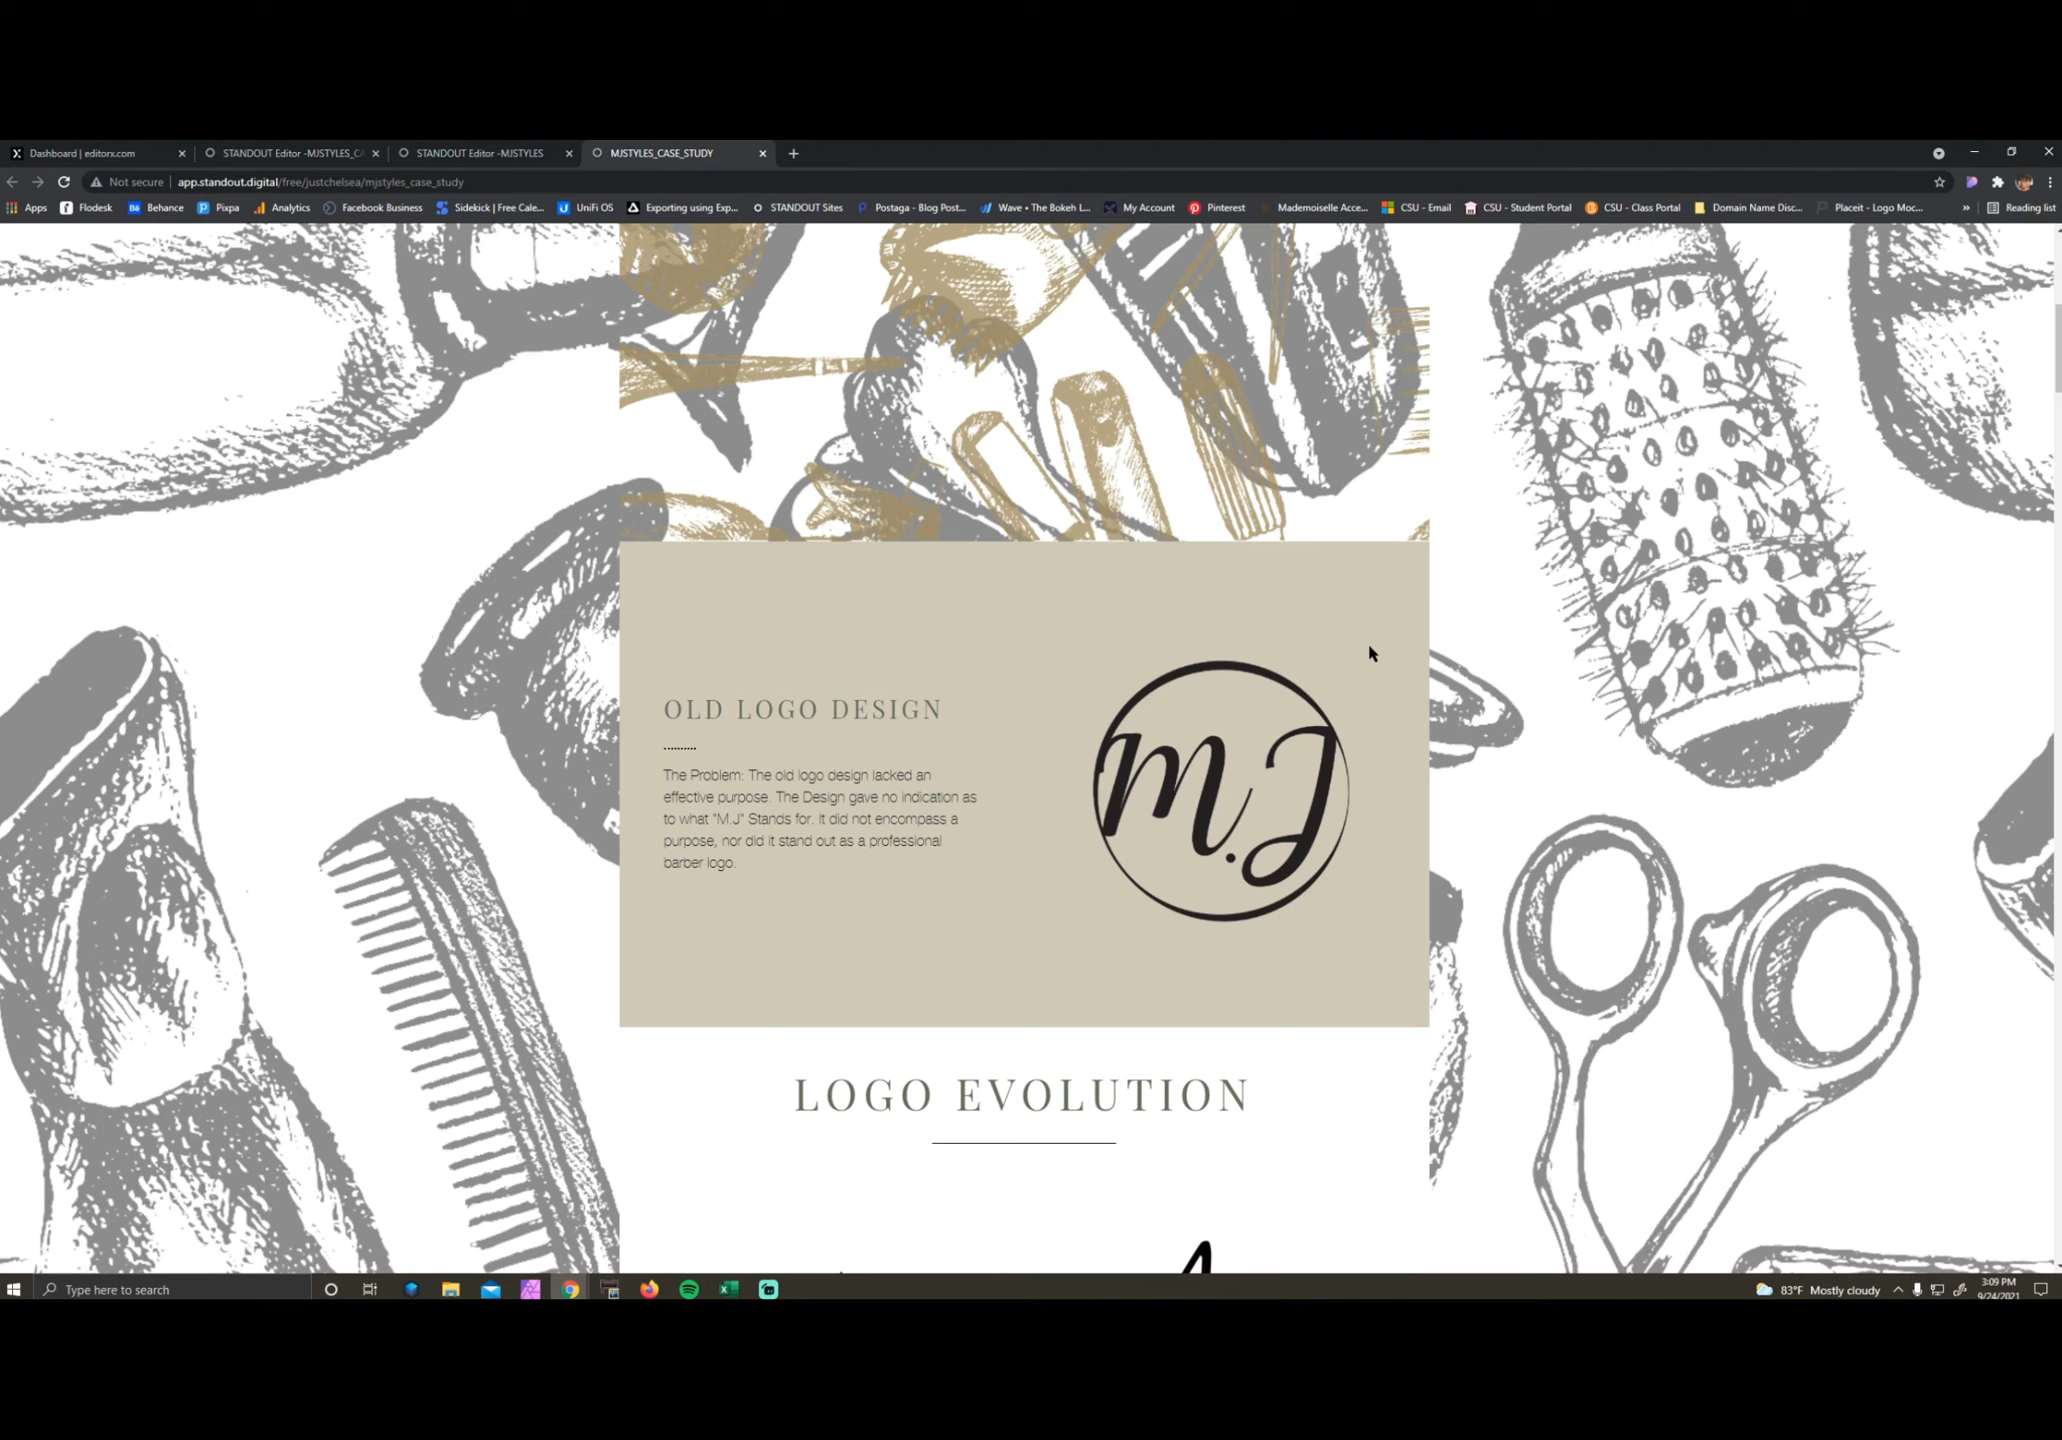 Dashboard | editorx.com
STANDOUT Editor -MJSTYLES_CA
STANDOUT Editor -MJSTYLES
MJSTYLES_CASE_STUDY
Not secure
app.standout.digital/free/justchelsea/mjstyles_case_study
Apps
Flodesk
Behance
Pixpa
Analytics
Facebook Business
Sidekick | Free Cale...
UniFi OS
Exporting using Exp...
STANDOUT Sites
Postaga - Blog Post...
Wave • The Bokeh L...
My Account
Pinterest
Mademoiselle Acce...
CSU - Email
CSU - Student Portal
CSU - Class Portal
Domain Name Disc...
Placeit - Logo Moc...
»
Reading list
OLD LOGO DESIGN
The Problem: The old logo design lacked an
effective purpose. The Design gave no indication as
to what "M.J" Stands for. It did not encompass a
purpose, nor did it stand out as a professional
barber logo.
M.J
LOGO EVOLUTION
Type here to search
83°F Mostly cloudy
3:09 PM
9/24/2021